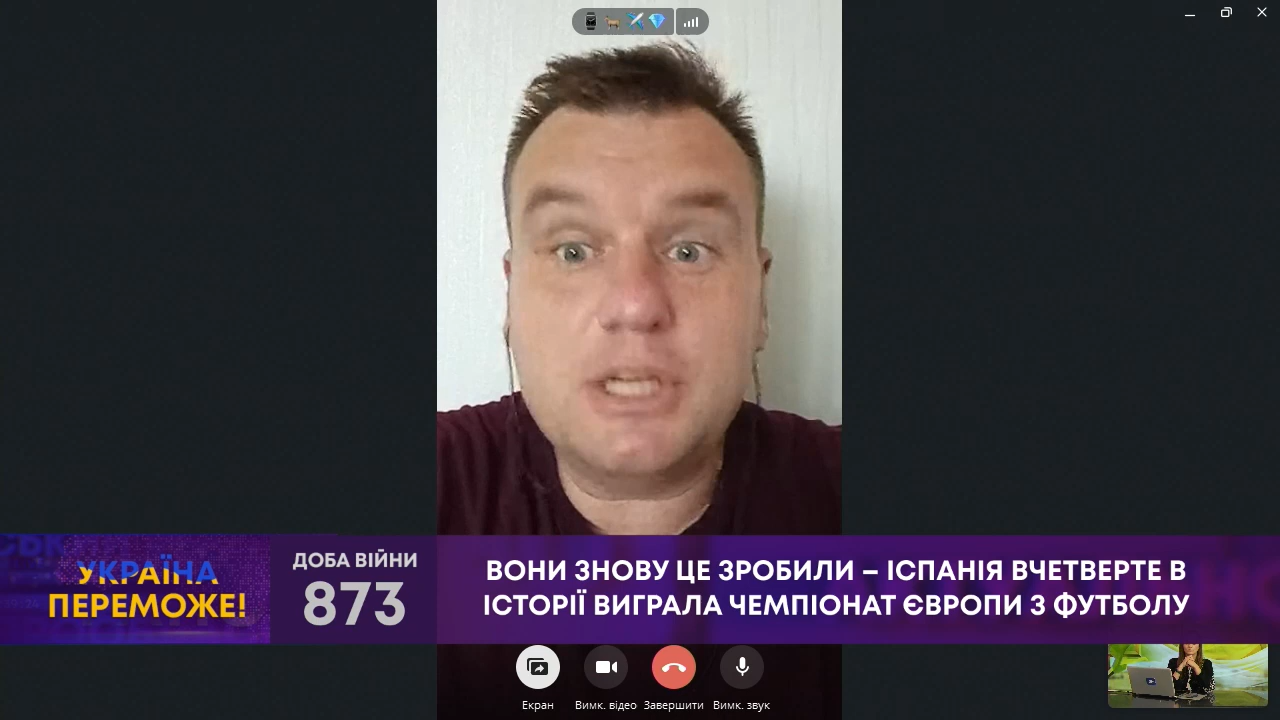 УКРАЇНА
ПЕРЕМОЖЕ!
ДОБА ВІЙНИ
873
ВОНИ ЗНОВУ ЦЕ ЗРОБИЛИ – ІСПАНІЯ ВЧЕТВЕРТЕ В
ІСТОРІЇ ВИГРАЛА ЧЕМПІОНАТ ЄВРОПИ З ФУТБОЛУ
Екран
Вимк. відео
Завершити
Вимк. звук